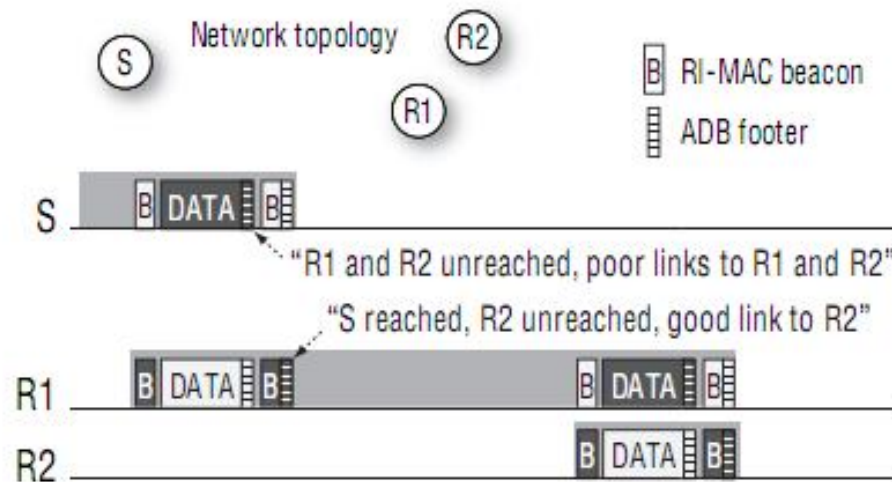 Network topology
S
R2
R1
B RI-MAC beacon
ADB footer
S
B DATA B
"R1 and R2 unreached, poor links to R1 and R2"
"S reached, R2 unreached, good link to R2"
R1
B DATA B B DATA B
R2
B DATA B